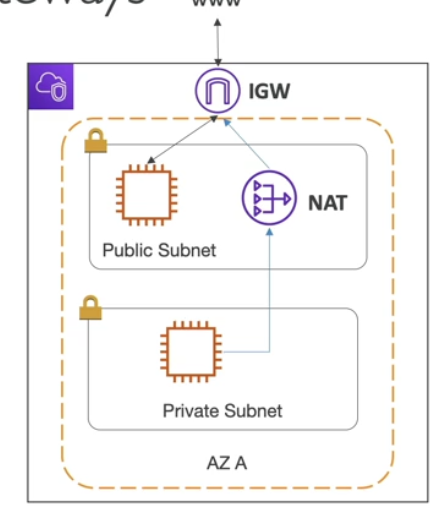 www
IGW
NAT
Public Subnet
Private Subnet
AZ A